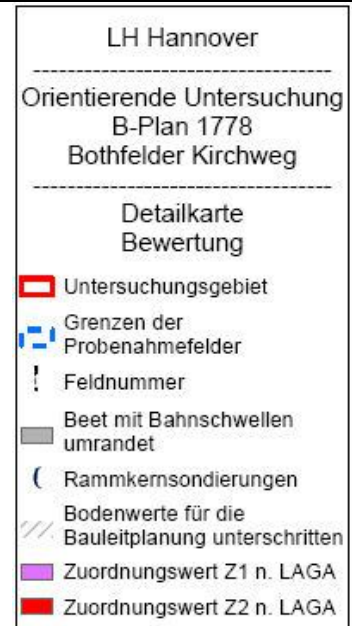 LH Hannover
Orientierende Untersuchung
B-Plan 1778
Bothfelder Kirchweg
Detailkarte
Bewertung
Untersuchungsgebiet
Grenzen der
Probenahmefelder
Feldnummer
Beet mit Bahnschwellen
umrandet
Rammkernsondierungen
Bodenwerte für die
Bauleitplanung unterschritten
Zuordnungswert Z1 n. LAGA
Zuordnungswert Z2 n. LAGA